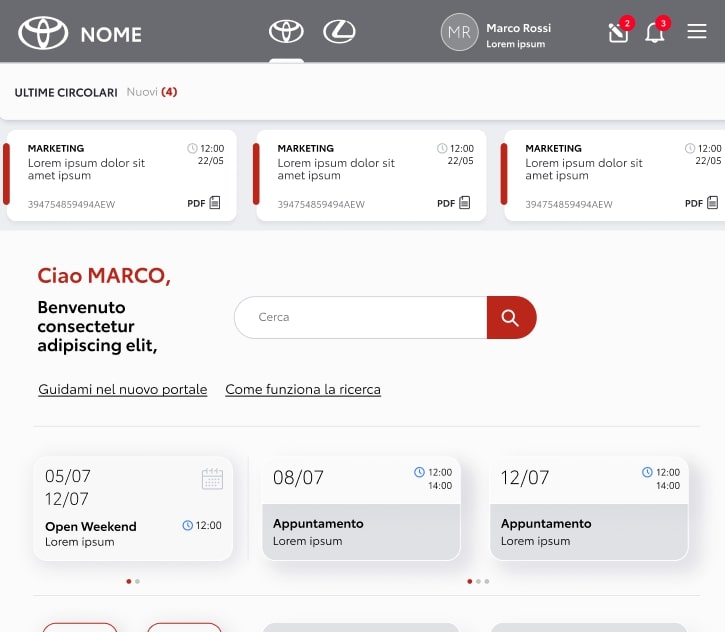 NOME
MR
Marco Rossi
Lorem ipsum
2
3
ULTIME CIRCOLARI Nuovi (4)
MARKETING
12:00
22/05
Lorem ipsum dolor sit
amet ipsum
394754859494AEW
PDF
MARKETING
12:00
22/05
Lorem ipsum dolor sit
amet ipsum
394754859494AEW
PDF
MARKETING
12:00
22/05
Lorem ipsum dolor sit
amet ipsum
394754859494AEW
PDF
Ciao MARCO,
Benvenuto
consectetur
adipiscing elit,
Cerca
Guidami nel nuovo portale
Come funziona la ricerca
05/07
12/07
Open Weekend
12:00
Lorem ipsum
08/07
12:00
14:00
Appuntamento
Lorem ipsum
12/07
12:00
14:00
Appuntamento
Lorem ipsum